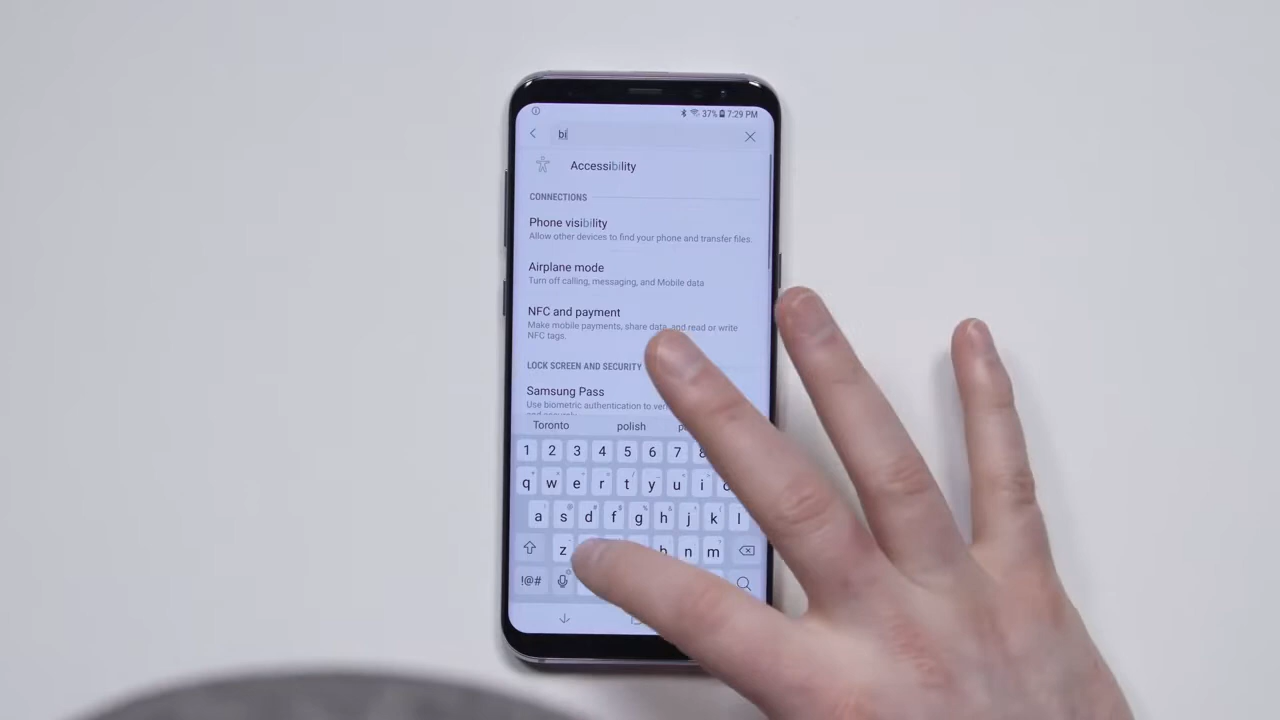 37% 7:29 PM
bi
Accessibility
CONNECTIONS
Phone visibility
Allow other devices to find your phone and transfer files.
Airplane mode
Turn off calling, messaging, and Mobile data
NFC and payment
Make mobile payments, share data, and read or write
NFC tags.
LOCK SCREEN AND SECURITY
Samsung Pass
Use biometric authentication to
Toronto polish
1 2 3 4 5 6 7 8
q w e r t y u i
a s d f g h j k l
z b n m
!@#